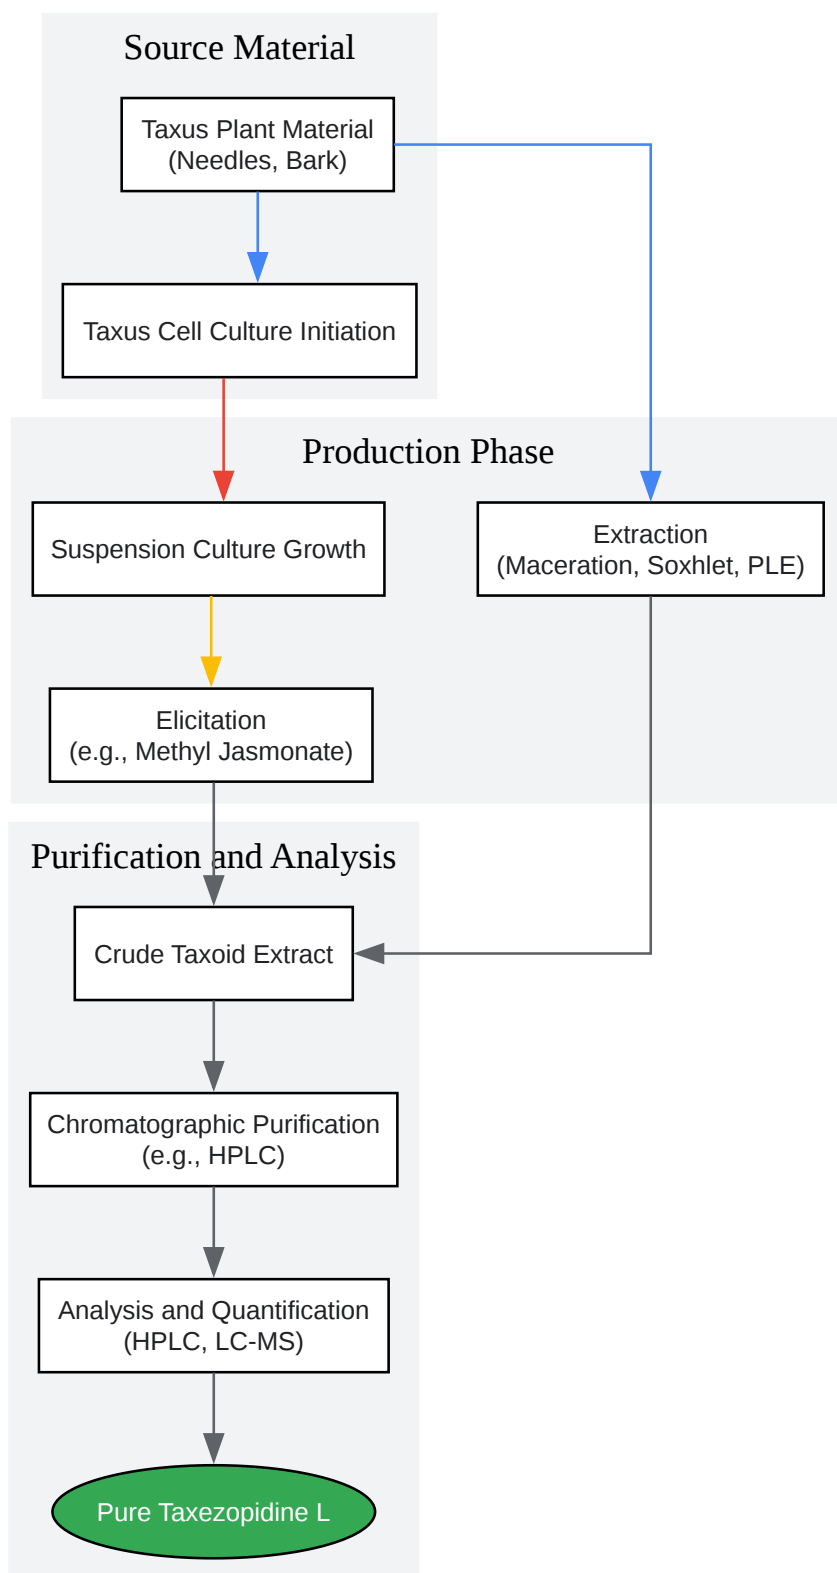 Source Material
Taxus Plant Material
(Needles, Bark)
Taxus Cell Culture Initiation
Production Phase
Suspension Culture Growth
Extraction
(Maceration, Soxhlet, PLE)
Elicitation
(e.g., Methyl Jasmonate)
Purification and Analysis
Crude Taxoid Extract
Chromatographic Purification
(e.g., HPLC)
Analysis and Quantification
(HPLC, LC-MS)
Pure Taxezopidine L